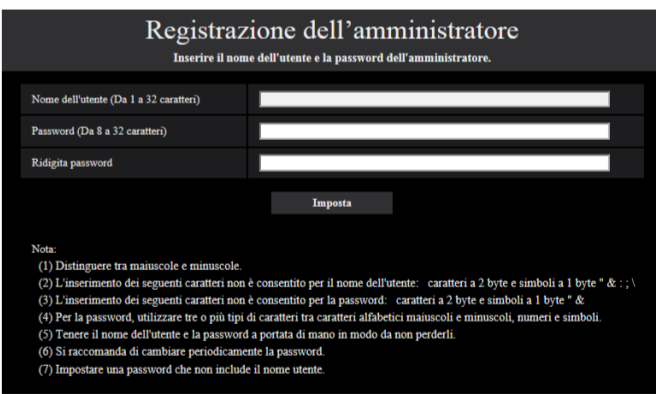 Registrazione dell'amministratore
Inserire il nome dell'utente e la password dell'amministratore.
Nome dell'utente (Da 1 a 32 caratteri)
Password (Da 8 a 32 caratteri)
Ridigita password
Imposta
Nota:
(1) Distinguere tra maiuscole e minuscole.
(2) L'inserimento dei seguenti caratteri non è consentito per il nome dell'utente: caratteri a 2 byte e simboli a 1 byte " & : ; \
(3) L'inserimento dei seguenti caratteri non è consentito per la password: caratteri a 2 byte e simboli a 1 byte " &
(4) Per la password, utilizzare tre o più tipi di caratteri tra caratteri alfabetici maiuscoli e minuscoli, numeri e simboli.
(5) Tenere il nome dell'utente e la password a portata di mano in modo da non perderli.
(6) Si raccomanda di cambiare periodicamente la password.
(7) Impostare una password che non include il nome utente.